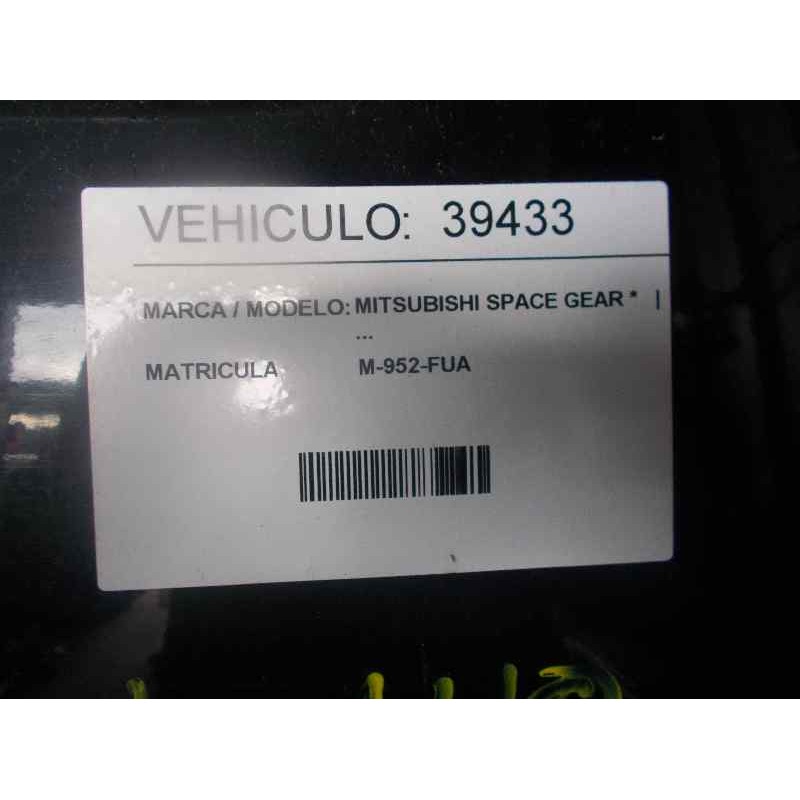 VEHICULO: 39433
MARCA / MODELO: MITSUBISHI SPACE GEAR * |
...
MATRICULA M-952-FUA